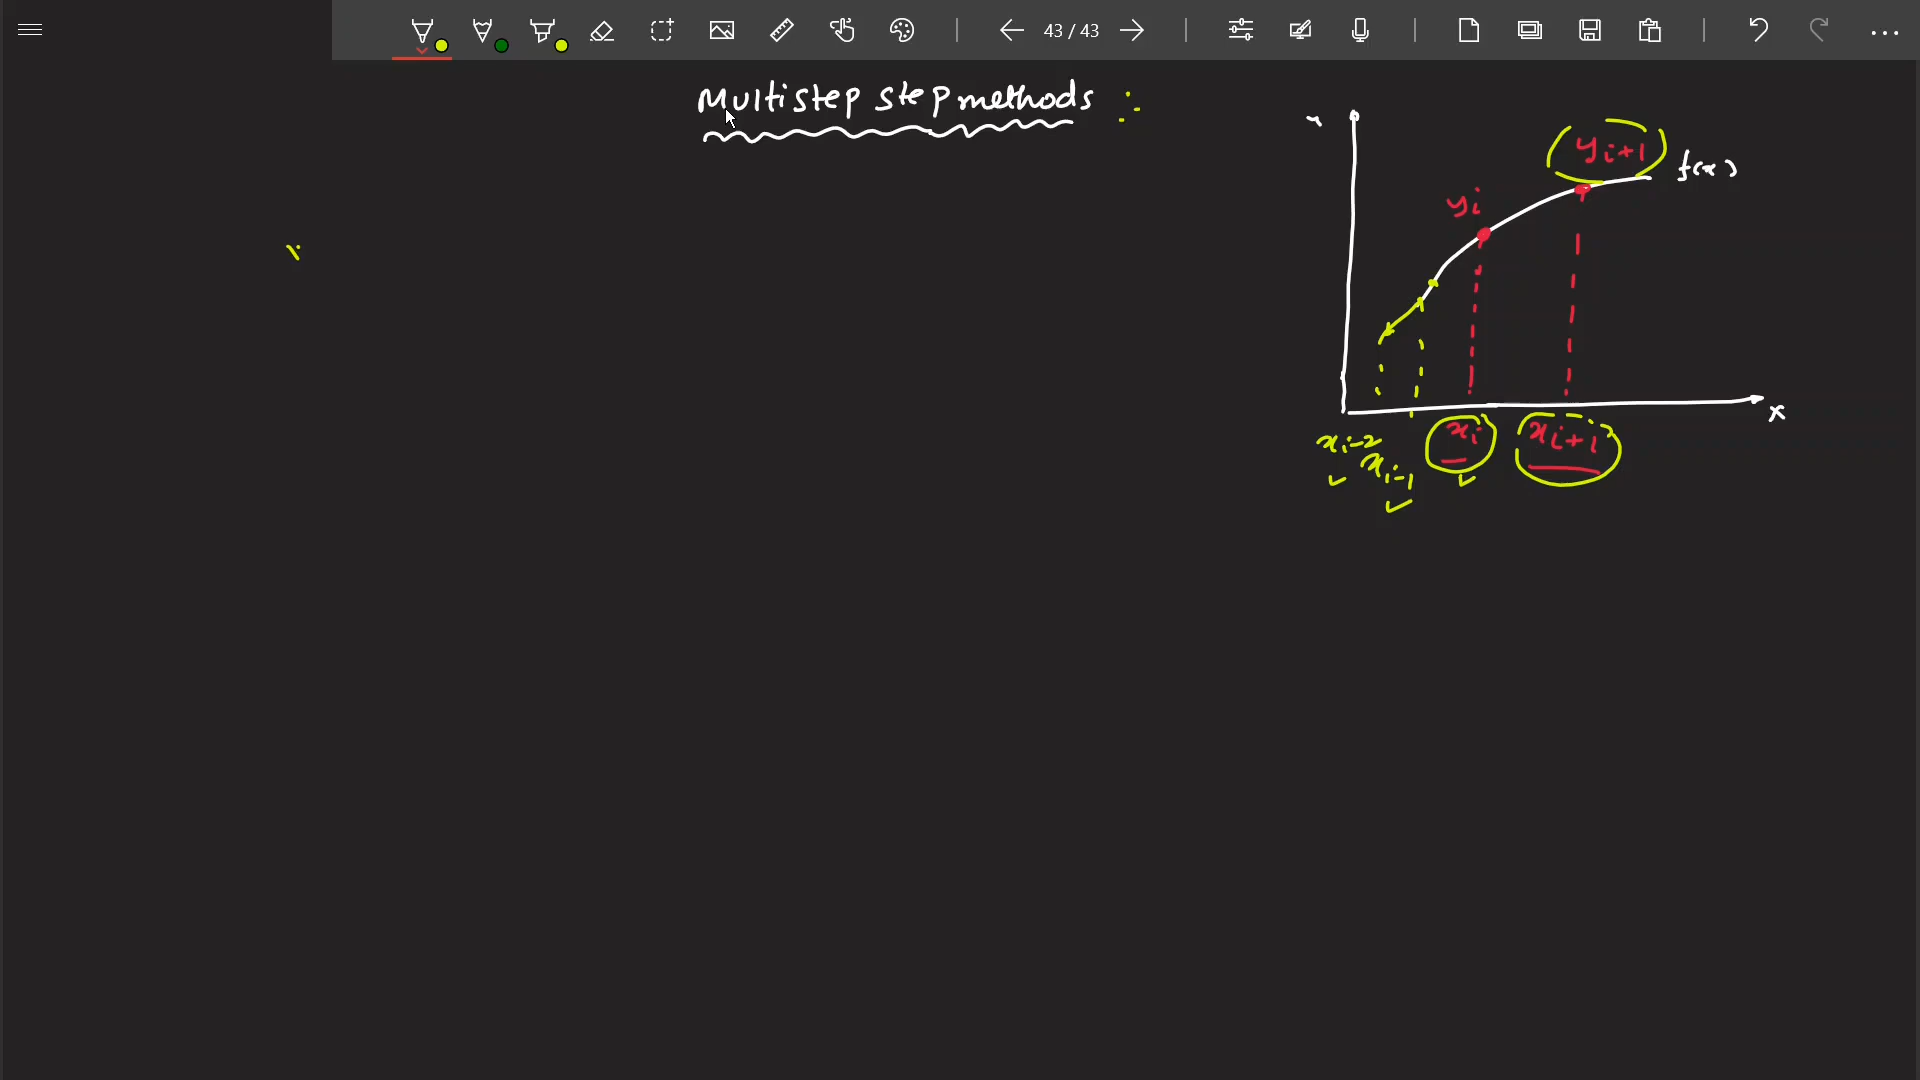 43 / 43
Multistep step methods :-
y
yi+1
f(x)
yi
x
xi-2
xi-1
xi
xi+1